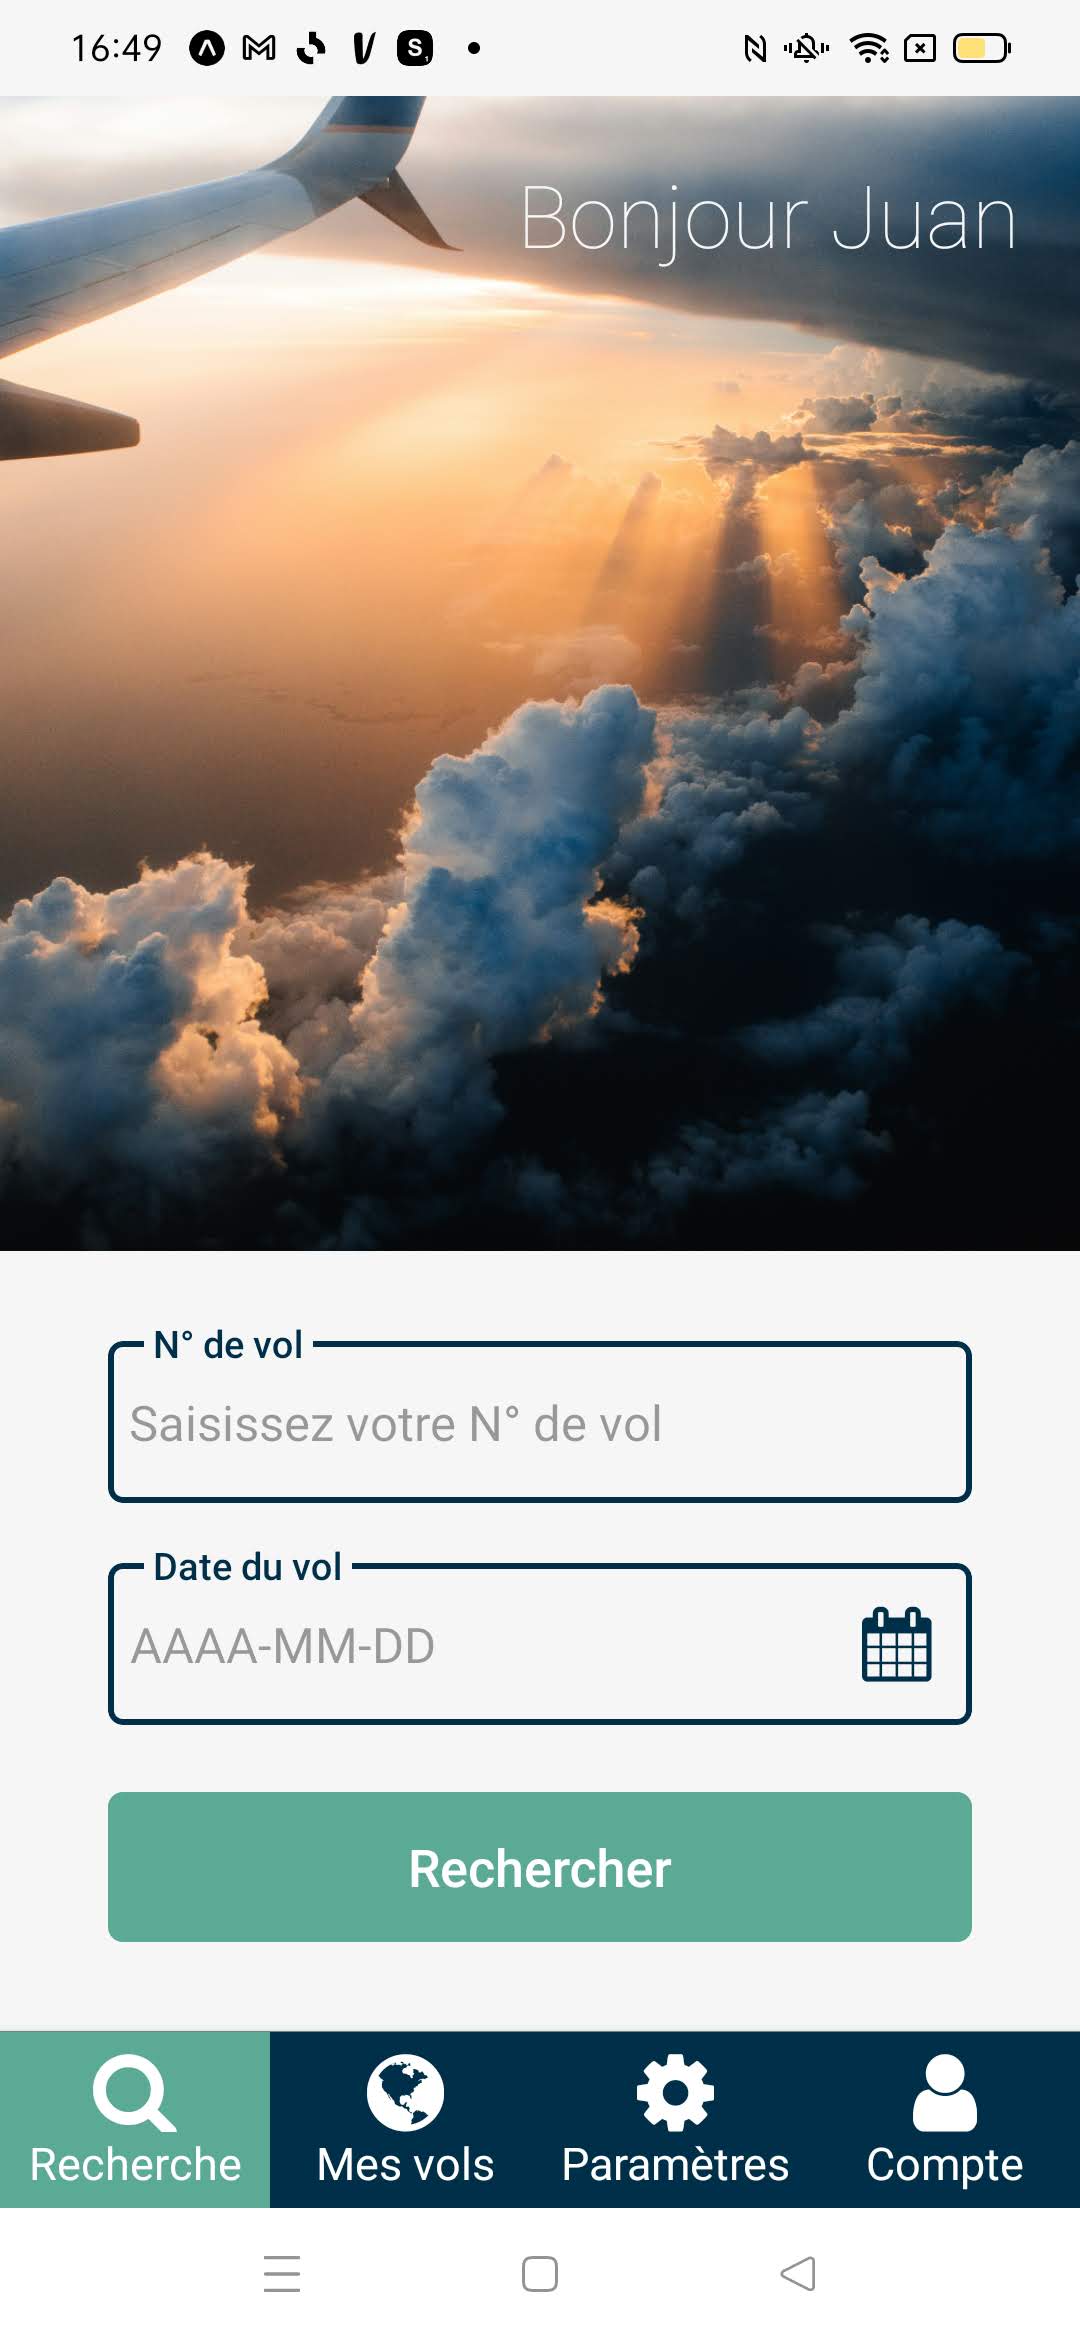 16:49
Bonjour Juan
N° de vol
Saisissez votre N° de vol
Date du vol
AAAA-MM-DD
Rechercher
Recherche
Mes vols
Paramètres
Compte